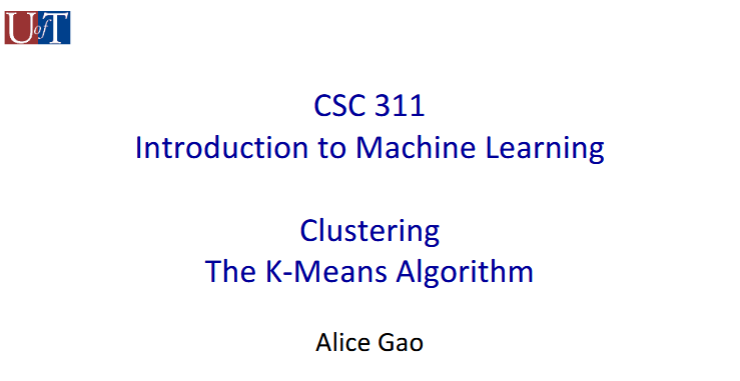 UofT
CSC 311
Introduction to Machine Learning
Clustering
The K-Means Algorithm
Alice Gao